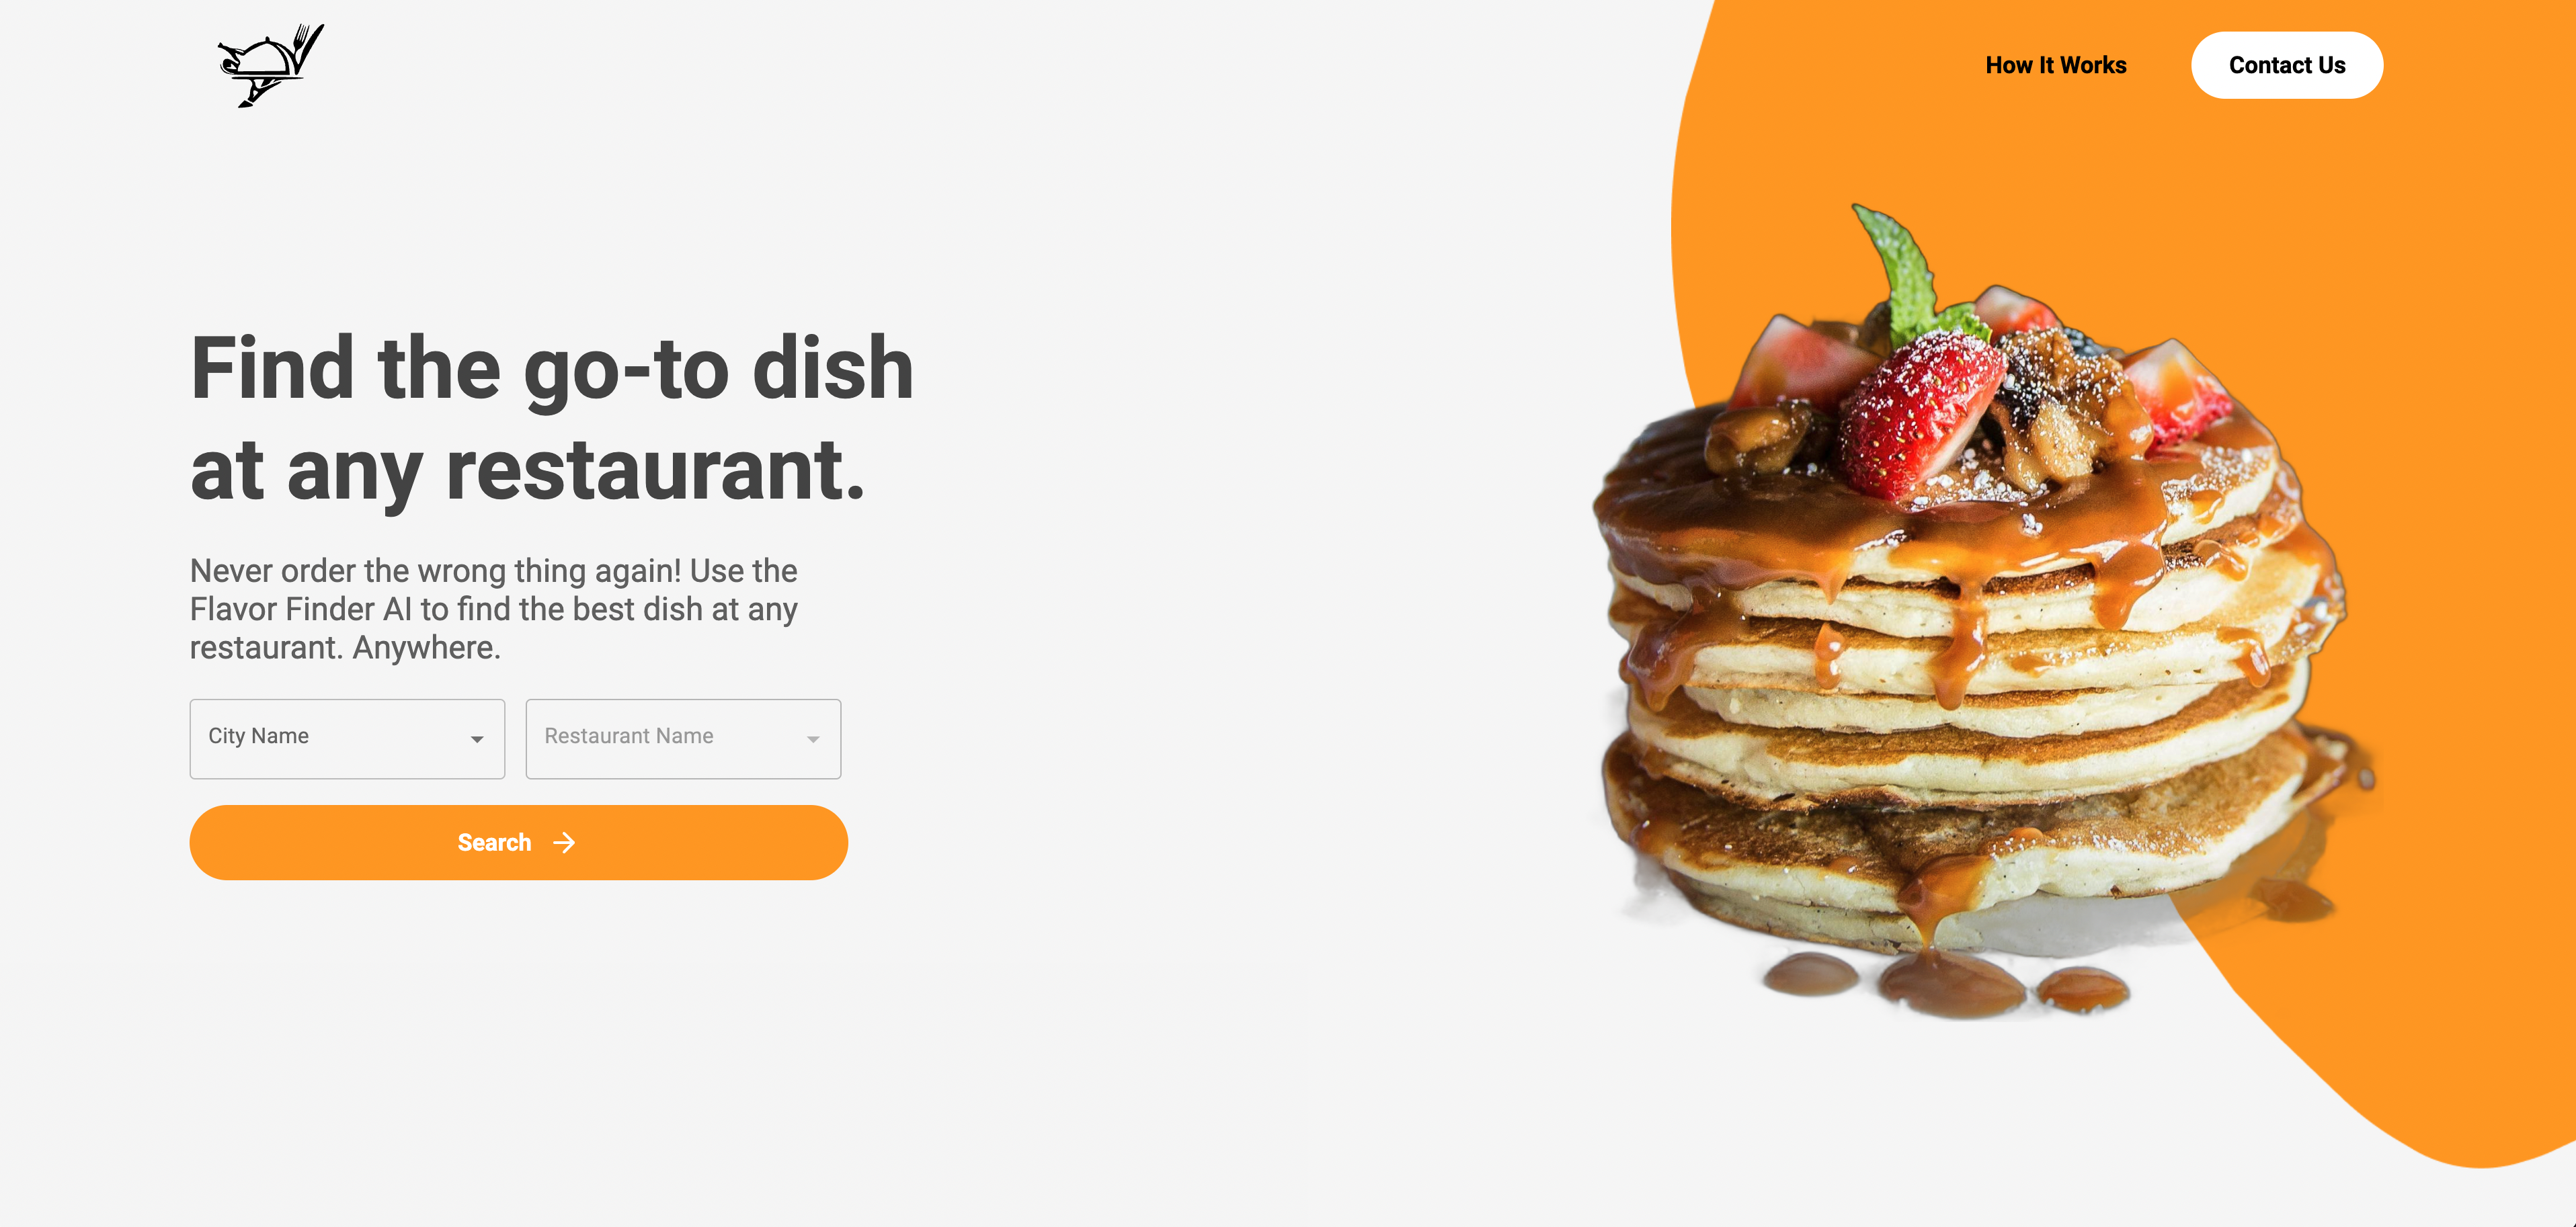 How It Works
Contact Us
Find the go-to dish
at any restaurant.
Never order the wrong thing again! Use the
Flavor Finder AI to find the best dish at any
restaurant. Anywhere.
City Name
Restaurant Name
Search